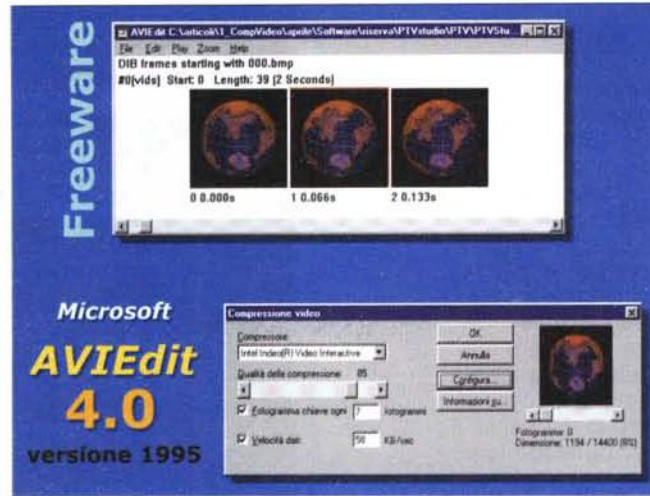 Freeware
AVIEdit C:\articoli\1_CompVideo\aprile\Software\riserva\PTVstudio\PTV\PTVStu...
File Edit Play Zoom Help
DIB frames starting with 000.bmp
#0(vids) Start: 0 Length: 39 (2 Seconds)
0 0.000s 1 0.066s 2 0.133s
Microsoft
AVIEdit
4.0
versione 1995
Compressione video
Compressore:
Intel Indeo(R) Video Interactive
Qualità della compressione: 85
Fotogramma chiave ogni 7 fotogrammi
Velocità dati: 50 KB/sec
OK
Annulla
Configura...
Informazioni su...
Fotogramma: 0
Dimensione: 1194 / 14400 (8%)